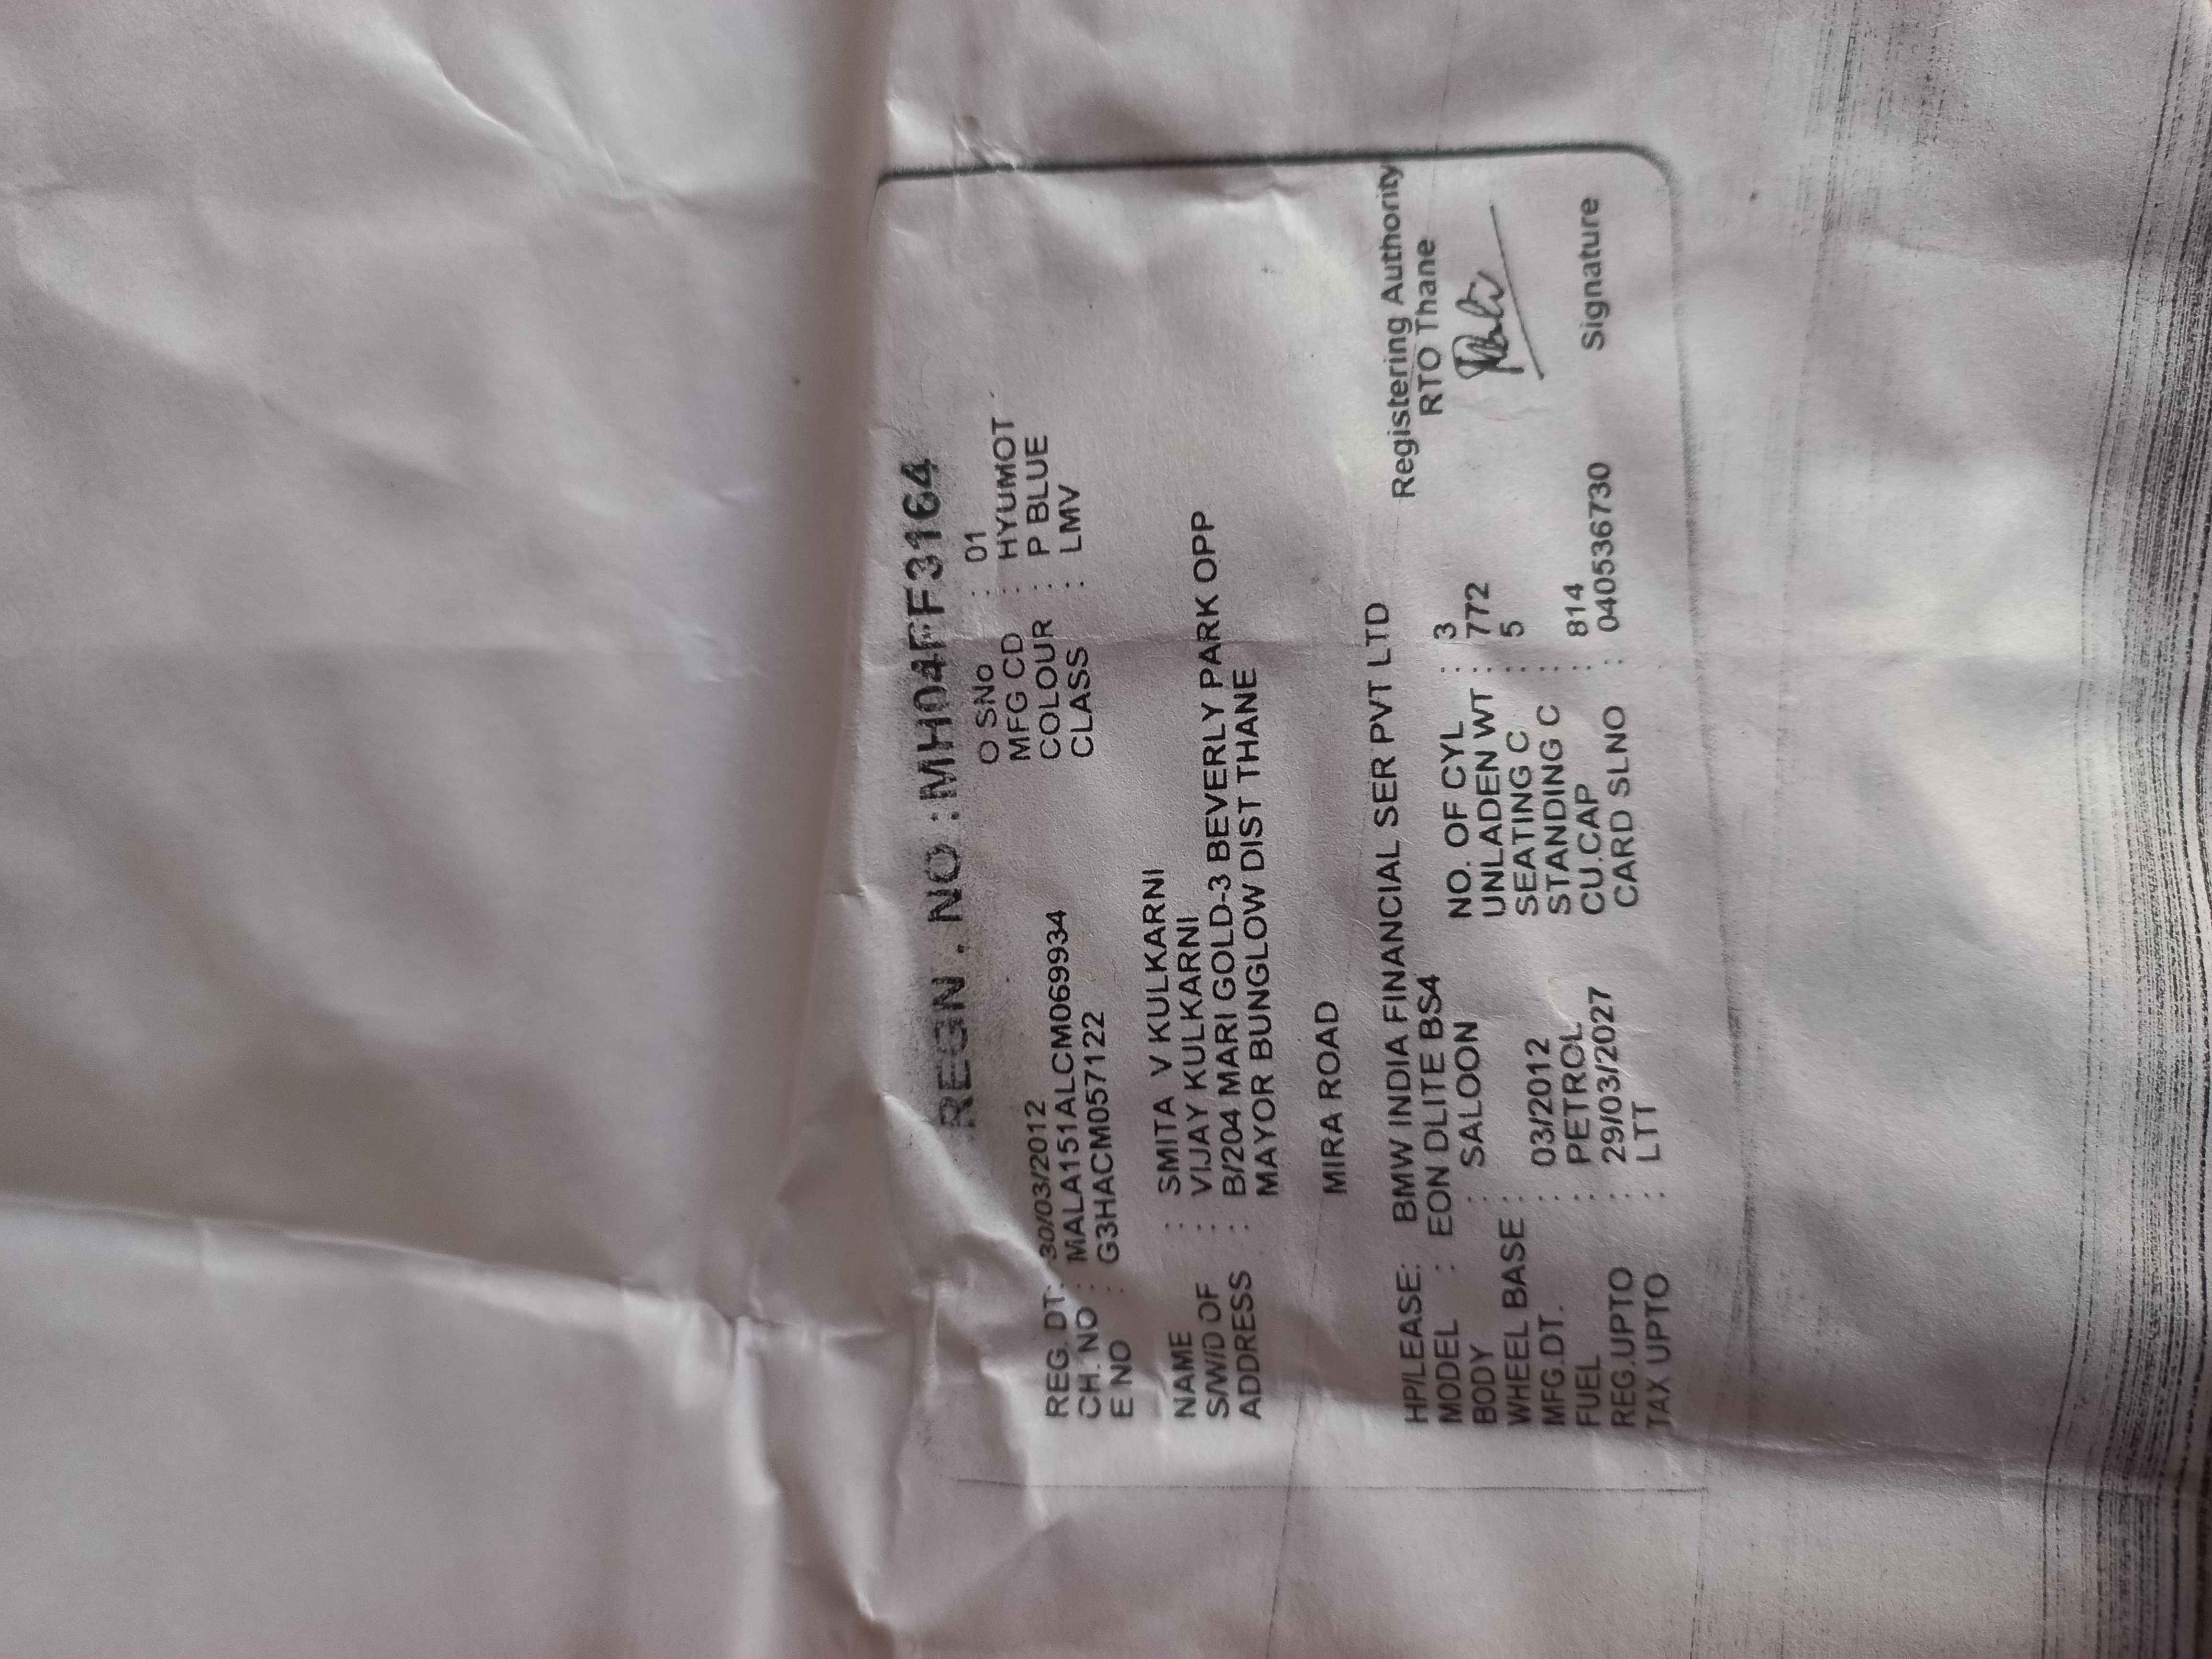 REGN . NO :MH04FF3164
REG. DT: 30/03/2012 O SNo : 01
CH. NO : MALA151ALCM069934 MFG CD : HYUMOT
E NO : G3HACM057122 COLOUR : P BLUE
CLASS : LMV
NAME : SMITA V KULKARNI
S/W/D OF : VIJAY KULKARNI
ADDRESS : B/204 MARI GOLD-3 BEVERLY PARK OPP
MAYOR BUNGLOW DIST THANE
MIRA ROAD
HP/LEASE: BMW INDIA FINANCIAL SER PVT LTD
MODEL : EON DLITE BS4
BODY : SALOON NO. OF CYL : 3
WHEEL BASE : UNLADEN WT : 772
MFG.DT. : 03/2012 SEATING C : 5
FUEL : PETROL STANDING C :
REG.UPTO : 29/03/2027 CU.CAP : 814
TAX UPTO : LTT CARD SLNO : 040536730
Registering Authority
RTO Thane
Signature